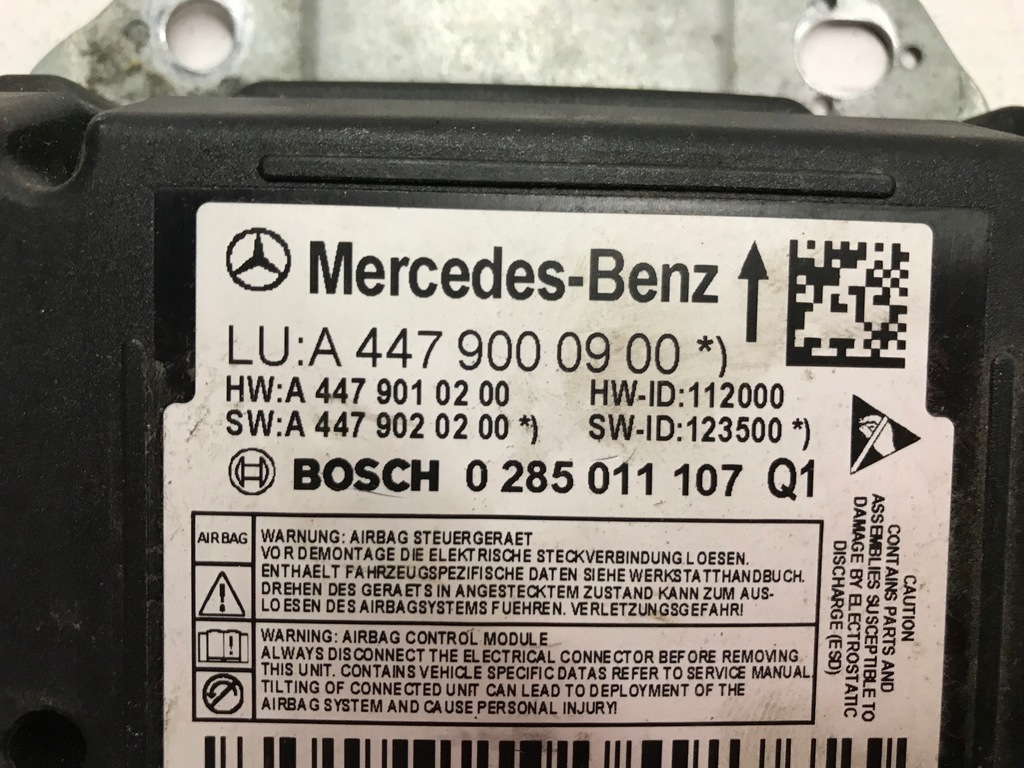 Mercedes-Benz
LU:A 447 900 09 00 *)
HW:A 447 901 02 00 HW-ID:112000
SW:A 447 902 02 00 *) SW-ID:123500 *)
BOSCH 0 285 011 107 Q1
AIRBAG
WARNUNG: AIRBAG STEUERGERAET
VOR DEMONTAGE DIE ELEKTRISCHE STECKVERBINDUNG LOESEN.
ENTHAELT FAHRZEUGSPEZIFISCHE DATEN SIEHE WERKSTATTHANDBUCH.
DREHEN DES GERAETS IN ANGESTECKTEM ZUSTAND KANN ZUM AUS-
LOESEN DES AIRBAGSYSTEMS FUEHREN. VERLETZUNGSGEFAHR!
WARNING: AIRBAG CONTROL MODULE
ALWAYS DISCONNECT THE ELECTRICAL CONNECTOR BEFORE REMOVING
THIS UNIT. CONTAINS VEHICLE SPECIFIC DATAS REFER TO SERVICE MANUAL.
TILTING OF CONNECTED UNIT CAN LEAD TO DEPLOYMENT OF THE
AIRBAG SYSTEM AND CAUSE PERSONAL INJURY!
CAUTION
CONTAINS PARTS AND
ASSEMBLIES SUSCEPTIBLE TO
DAMAGE BY ELECTROSTATIC
DISCHARGE (ESD)